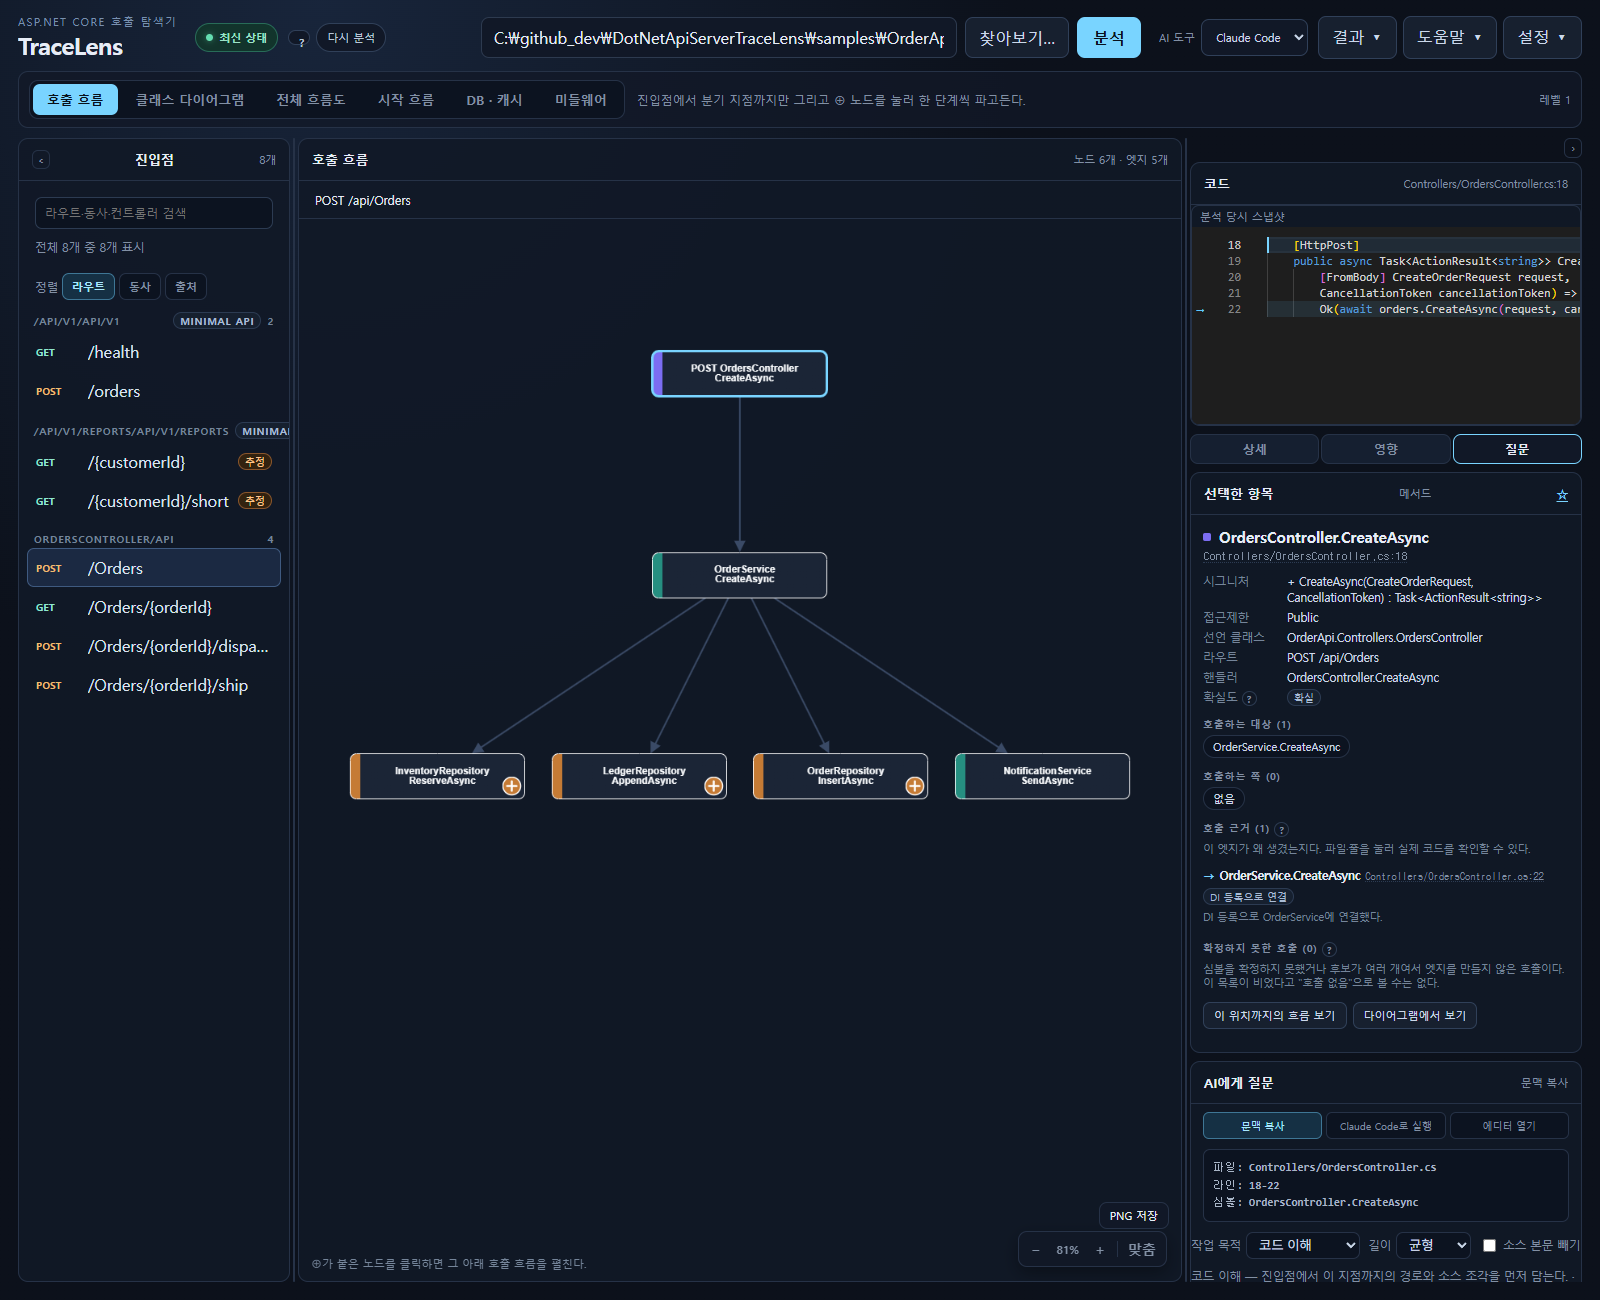 ASP.NET CORE 호출 탐색기
TraceLens
최신 상태
?
다시 분석
C:₩github_dev₩DotNetApiServerTraceLens₩samples₩OrderAp
찾아보기...
분석
AI 도구
Claude Code
결과 ▼
도움말 ▼
설정 ▼
호출 흐름
클래스 다이어그램
전체 흐름도
시작 흐름
DB · 캐시
미들웨어
진입점에서 분기 지점까지만 그리고 ⊕ 노드를 눌러 한 단계씩 파고든다.
레벨 1
‹
진입점
8개
라우트·동사·컨트롤러 검색
전체 8개 중 8개 표시
정렬
라우트
동사
출처
/API/V1/API/V1
MINIMAL API
2
GET /health
POST /orders
/API/V1/REPORTS/API/V1/REPORTS
MINIMAL
GET /{customerId} 추정
GET /{customerId}/short 추정
ORDERSCONTROLLER/API 4
POST /Orders
GET /Orders/{orderId}
POST /Orders/{orderId}/dispa...
POST /Orders/{orderId}/ship
호출 흐름
노드 6개 · 엣지 5개
POST /api/Orders
POST OrdersController
CreateAsync
OrderService
CreateAsync
InventoryRepository
ReserveAsync
LedgerRepository
AppendAsync
OrderRepository
InsertAsync
NotificationService
SendAsync
PNG 저장
− 81% + 맞춤
⊕가 붙은 노드를 클릭하면 그 아래 호출 흐름을 펼친다.
›
코드
Controllers/OrdersController.cs:18
분석 당시 스냅샷
18 [HttpPost]
19 public async Task<ActionResult<string>> Crea
20 [FromBody] CreateOrderRequest request,
21 CancellationToken cancellationToken) =>
→ 22 Ok(await orders.CreateAsync(request, can
상세
영향
질문
선택한 항목
메서드
☆
OrdersController.CreateAsync
Controllers/OrdersController.cs:18
시그니처 + CreateAsync(CreateOrderRequest,
CancellationToken) : Task<ActionResult<string>>
접근제한 Public
선언 클래스 OrderApi.Controllers.OrdersController
라우트 POST /api/Orders
핸들러 OrdersController.CreateAsync
확실도 ? 확실
호출하는 대상 (1)
OrderService.CreateAsync
호출하는 쪽 (0)
없음
호출 근거 (1) ?
이 엣지가 왜 생겼는지다. 파일·줄을 눌러 실제 코드를 확인할 수 있다.
→ OrderService.CreateAsync Controllers/OrdersController.cs:22
DI 등록으로 연결
DI 등록으로 OrderService에 연결했다.
확정하지 못한 호출 (0) ?
심볼을 확정하지 못했거나 후보가 여러 개여서 엣지를 만들지 않은 호출이다.
이 목록이 비었다고 "호출 없음"으로 볼 수는 없다.
이 위치까지의 흐름 보기
다이어그램에서 보기
AI에게 질문
문맥 복사
문맥 복사
Claude Code로 실행
에디터 열기
파일: Controllers/OrdersController.cs
라인: 18-22
심볼: OrdersController.CreateAsync
작업 목적
코드 이해
길이
균형
소스 본문 빼기
코드 이해 — 진입점에서 이 지점까지의 경로와 소스 조각을 먼저 담는다. ·